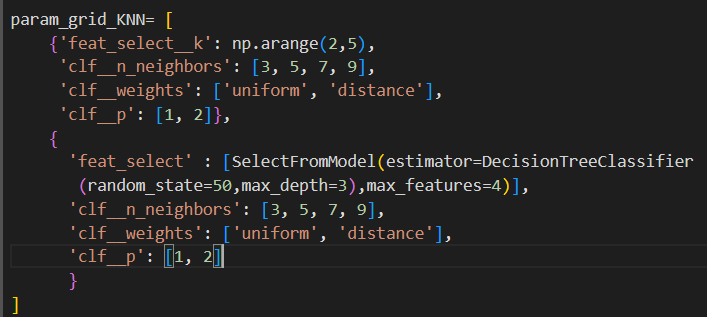 param_grid_KNN= [
    {'feat_select__k': np.arange(2,5),
     'clf__n_neighbors': [3, 5, 7, 9],
     'clf__weights': ['uniform', 'distance'],
     'clf__p': [1, 2]},
    {
      'feat_select' : [SelectFromModel(estimator=DecisionTreeClassifier
       (random_state=50,max_depth=3),max_features=4)],
      'clf__n_neighbors': [3, 5, 7, 9],
      'clf__weights': ['uniform', 'distance'],
      'clf__p': [1, 2]
      }
]